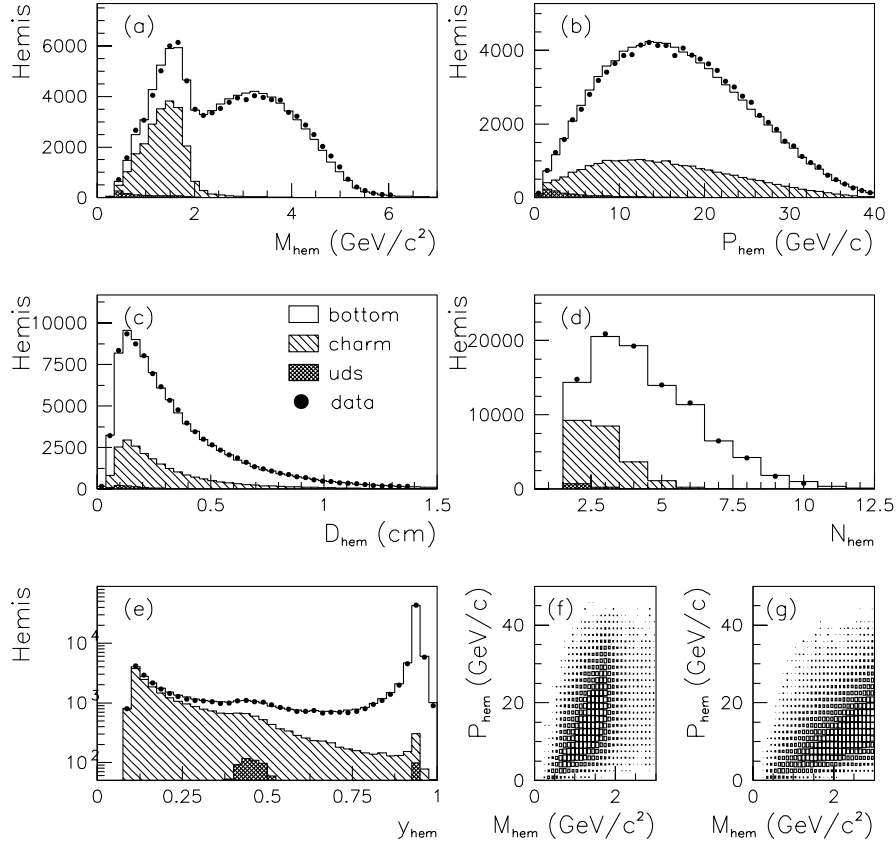 Hemis
(a)
6000
4000
2000
0
0
2
4
6
M_hem (GeV/c²)
Hemis
(b)
4000
2000
0
10
20
30
40
P_hem (GeV/c)
Hemis
(c)
10000
7500
5000
2500
0
0
0.5
1
1.5
D_hem (cm)
bottom
charm
uds
data
Hemis
(d)
20000
10000
0
2.5
5.0
7.5
10.0
12.5
N_hem
Hemis
(e)
10⁴
10³
10²
0
0.25
0.5
0.75
1
y_hem
P_hem (GeV/c)
(f)
40
20
0
0
2
M_hem (GeV/c²)
P_hem (GeV/c)
(g)
40
20
0
0
2
M_hem (GeV/c²)